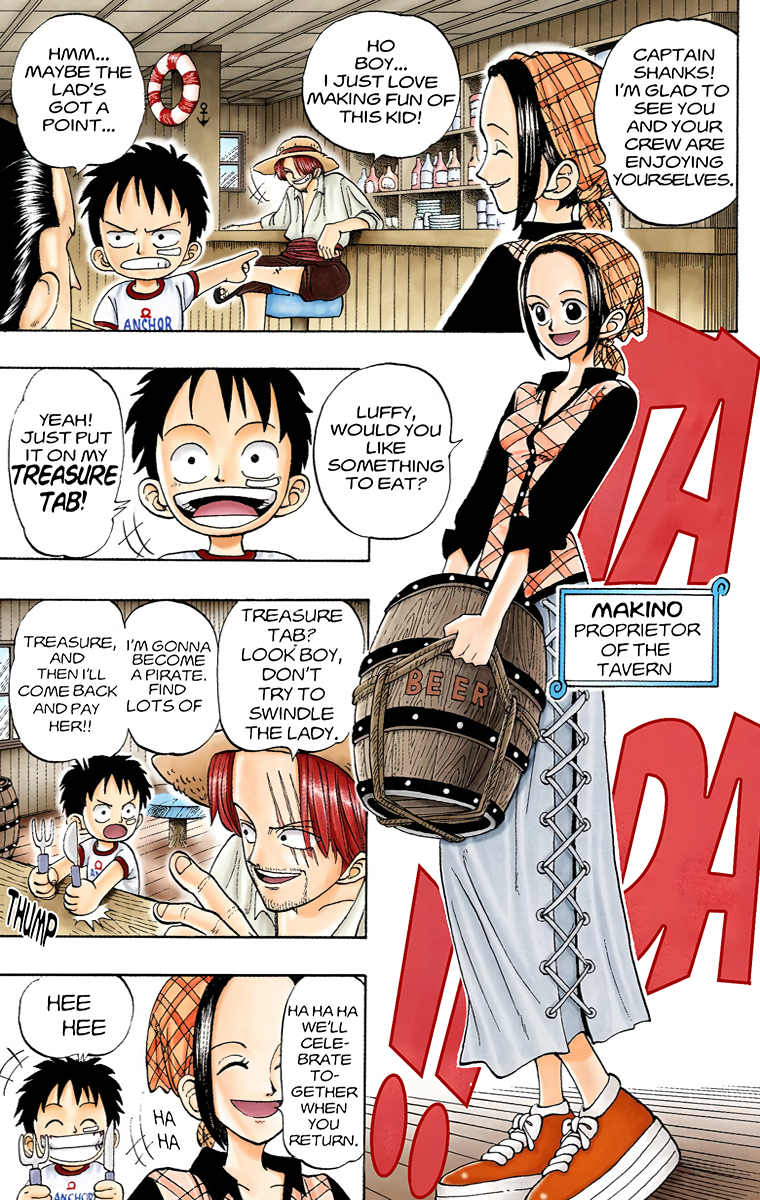 CAPTAIN
SHANKS!
I'M GLAD TO
SEE YOU
AND YOUR
CREW ARE
ENJOYING
YOURSELVES.
HO
BOY...
I JUST LOVE
MAKING FUN OF
THIS KID!
HMM...
MAYBE THE
LAD'S
GOT A
POINT...
ANCHOR
LUFFY,
WOULD YOU
LIKE
SOMETHING
TO EAT?
YEAH!
JUST PUT
IT ON MY
TREASURE
TAB!
MAKINO
PROPRIETOR
OF THE
TAVERN
BEER
TREASURE
TAB?
LOOK BOY,
DON'T
TRY TO
SWINDLE
THE LADY.
I'M GONNA
BECOME
A PIRATE.
FIND
LOTS OF
TREASURE,
AND
THEN I'LL
COME BACK
AND PAY
HER!!
ANCHOR
THUMP
DA
!!
HA HA HA
WE'LL
CELE-
BRATE
TO-
GETHER
WHEN
YOU
RETURN.
HA
HA
HEE
HEE
ANCHOR